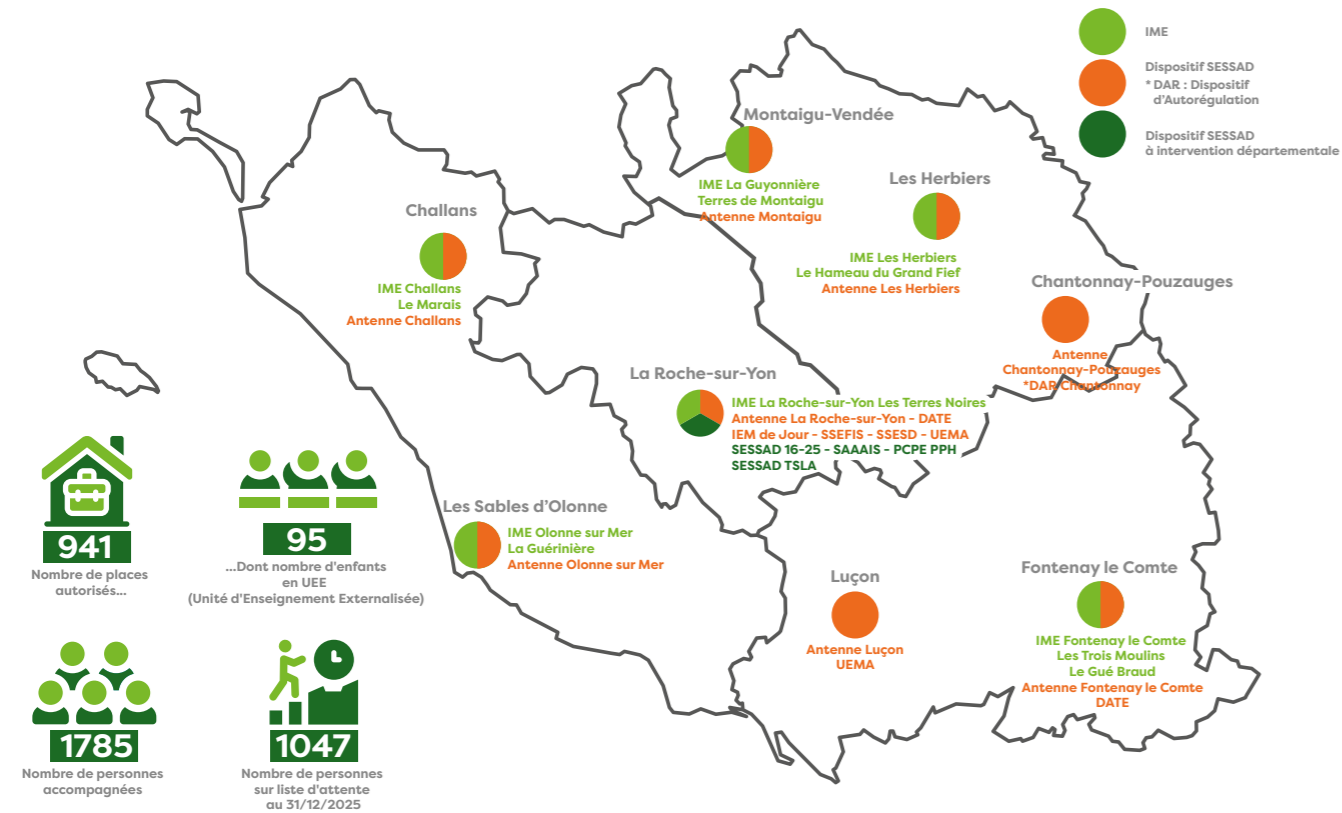 IME
Dispositif SESSAD
* DAR : Dispositif
d'Autorégulation
Dispositif SESSAD
à intervention départementale
Montaigu-Vendée
IME La Guyonnière
Terres de Montaigu
Antenne Montaigu
Les Herbiers
IME Les Herbiers
Le Hameau du Grand Fief
Antenne Les Herbiers
Challans
IME Challans
Le Marais
Antenne Challans
Chantonnay-Pouzauges
Antenne
Chantonnay-Pouzauges
*DAR Chantonnay
La Roche-sur-Yon
IME La Roche-sur-Yon Les Terres Noires
Antenne La Roche-sur-Yon - DATE
IEM de Jour - SSEFIS - SSESD - UEMA
SESSAD 16-25 - SAAAIS - PCPE PPH
SESSAD TSLA
Les Sables d'Olonne
IME Olonne sur Mer
La Guérinière
Antenne Olonne sur Mer
Luçon
Antenne Luçon
UEMA
Fontenay le Comte
IME Fontenay le Comte
Les Trois Moulins
Le Gué Braud
Antenne Fontenay le Comte
DATE
941
Nombre de places
autorisés...
95
...Dont nombre d'enfants
en UEE
(Unité d'Enseignement Externalisée)
1785
Nombre de personnes
accompagnées
1047
Nombre de personnes
sur liste d'attente
au 31/12/2025